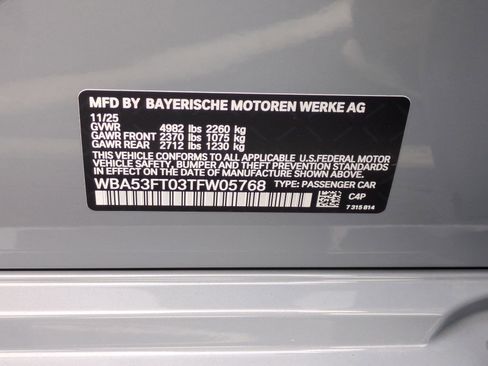 MFD BY BAYERISCHE MOTOREN WERKE AG
11/25
GVWR 4982 lbs 2260 kg
GAWR FRONT 2370 lbs 1075 kg
GAWR REAR 2712 lbs 1230 kg
THIS VEHICLE CONFORMS TO ALL APPLICABLE U.S. FEDERAL MOTOR
VEHICLE SAFETY, BUMPER, AND THEFT PREVENTION STANDARDS
IN EFFECT ON THE DATE OF MANUFACTURE SHOWN ABOVE.
WBA53FT03TFW05768 TYPE: PASSENGER CAR
C4P
7 315 814